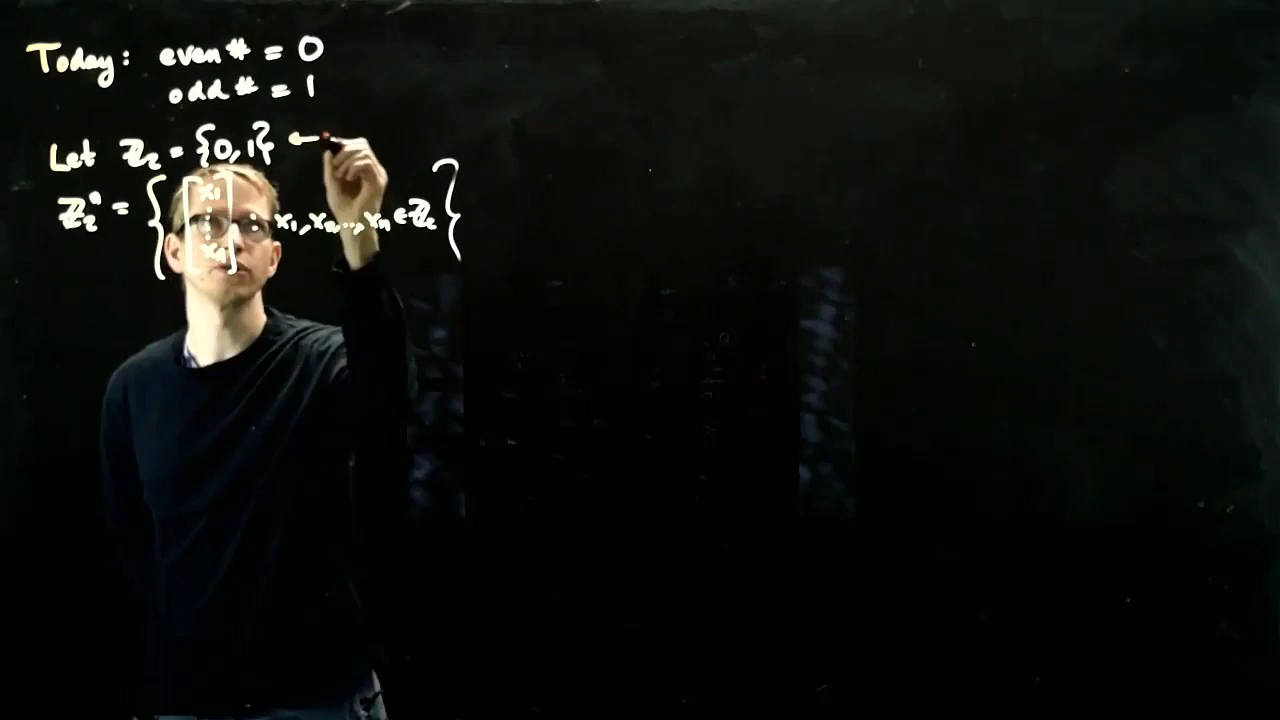 Today: even # = 0
odd # = 1
Let ℤ₂ = {0,1} ←
ℤ₂ⁿ = { [x₁ ⋮ xₙ] : x₁, x₂, ..., xₙ ∈ ℤ₂ }